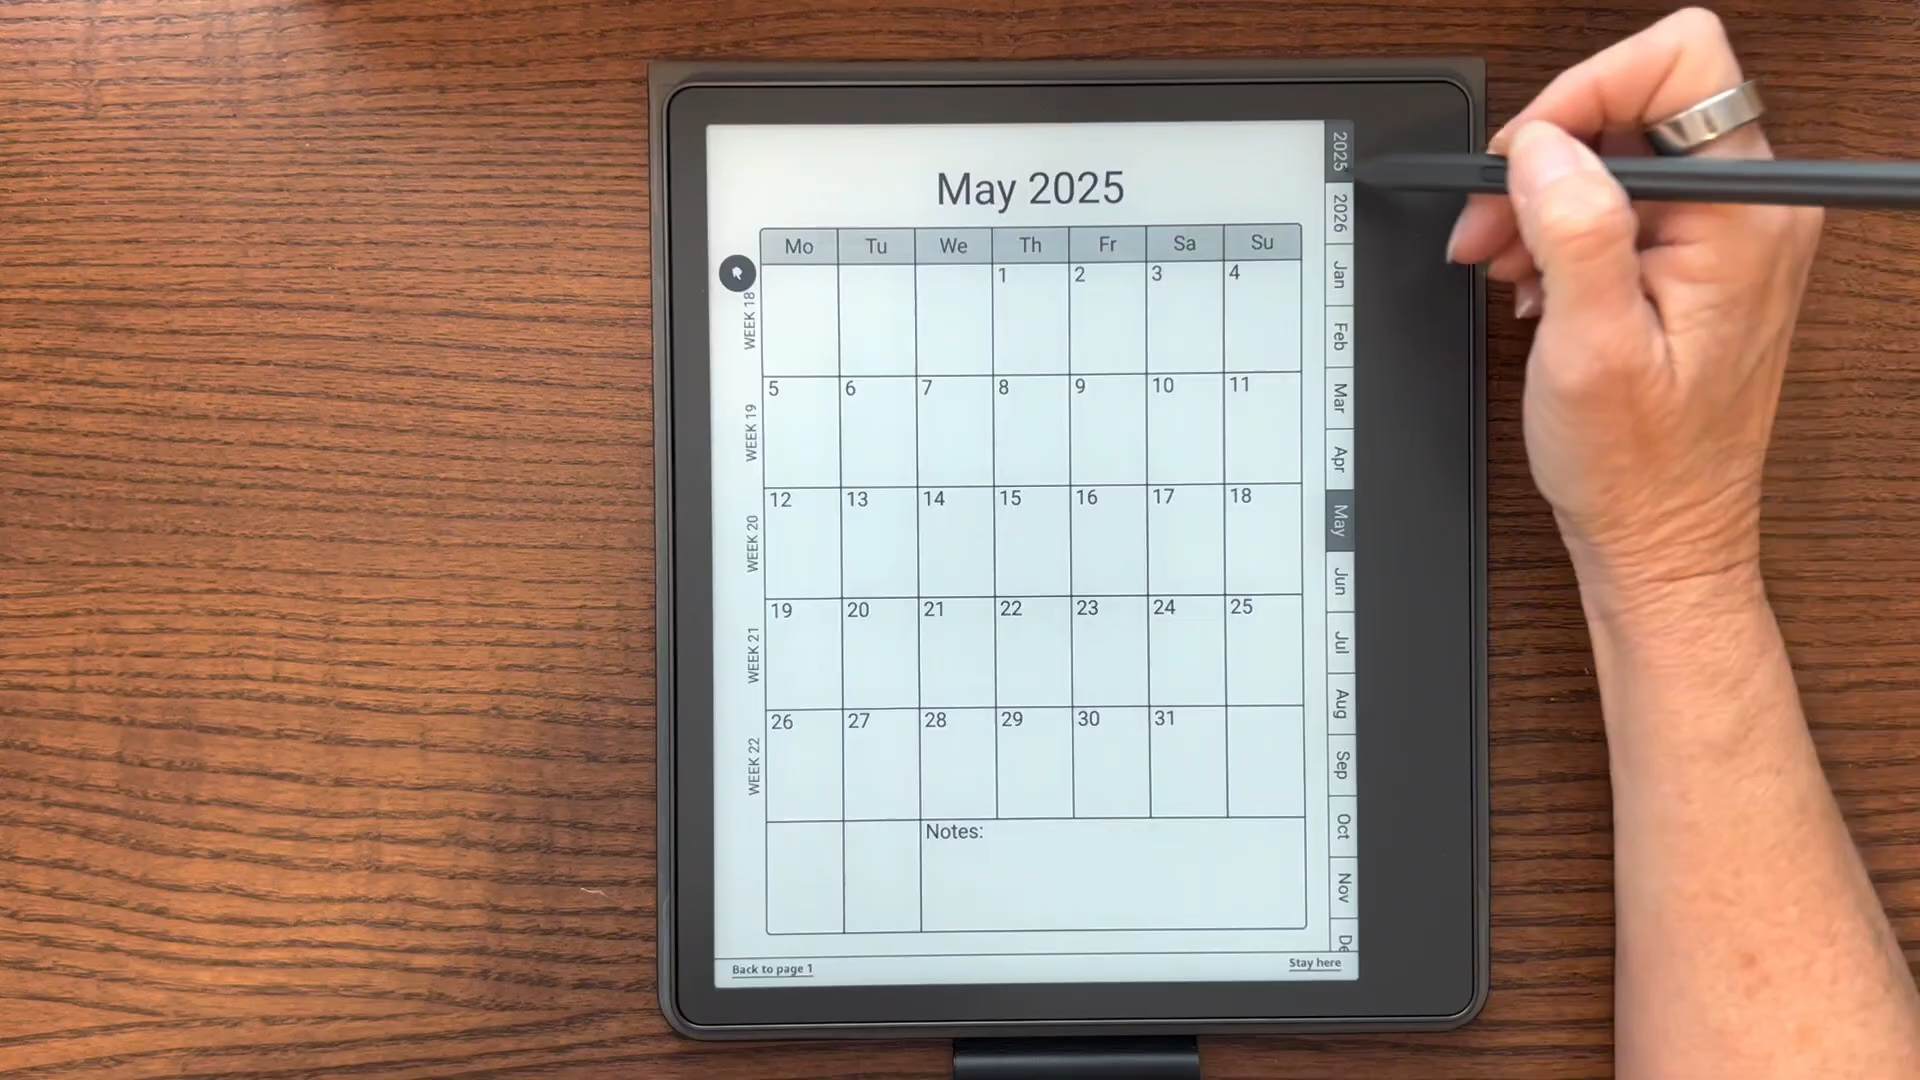 May 2025
Mo Tu We Th Fr Sa Su
WEEK 18 1 2 3 4
WEEK 19 5 6 7 8 9 10 11
WEEK 20 12 13 14 15 16 17 18
WEEK 21 19 20 21 22 23 24 25
WEEK 22 26 27 28 29 30 31
Notes:
2025
2026
Jan
Feb
Mar
Apr
May
Jun
Jul
Aug
Sep
Oct
Nov
De
Back to page 1
Stay here